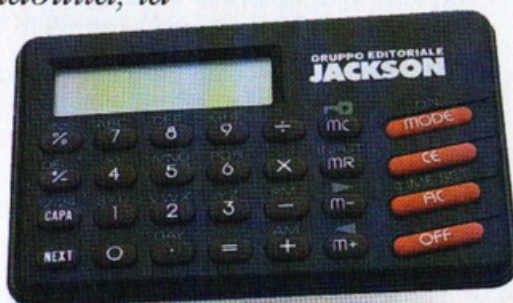 GRUPPO EDITORIALE
JACKSON
% 7 8 9 ÷ MC MODE
+/- 4 5 6 × MR CE
CAPA 1 2 3 − M- AC
NEXT 0 . = + M+ OFF